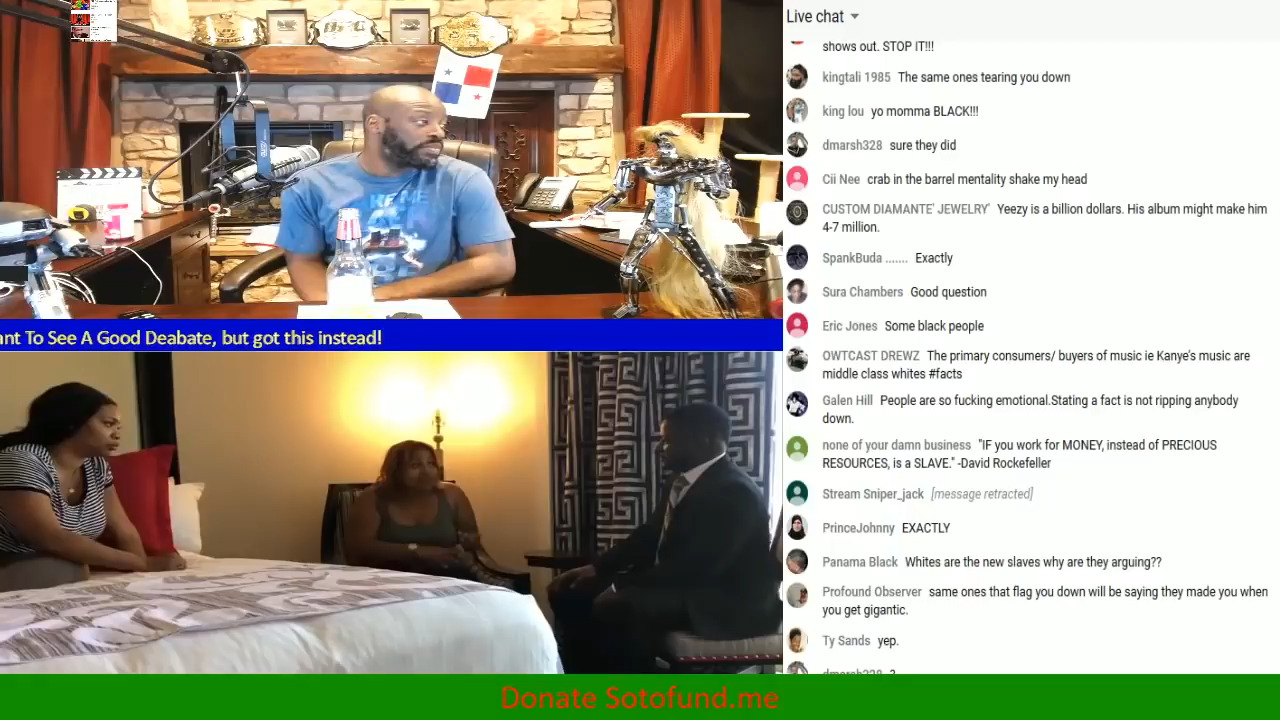 Live chat
shows out. STOP IT!!!
kingtali 1985 The same ones tearing you down
king lou yo momma BLACK!!!
dmarsh328 sure they did
Cii Nee crab in the barrel mentality shake my head
CUSTOM DIAMANTE' JEWELRY' Yeezy is a billion dollars. His album might make him
4-7 million.
SpankBuda ....... Exactly
Sura Chambers Good question
Eric Jones Some black people
OWTCAST DREWZ The primary consumers/ buyers of music ie Kanye's music are
middle class whites #facts
Galen Hill People are so fucking emotional.Stating a fact is not ripping anybody
down.
none of your damn business "IF you work for MONEY, instead of PRECIOUS
RESOURCES, is a SLAVE." -David Rockefeller
Stream Sniper_jack [message retracted]
PrinceJohnny EXACTLY
Panama Black Whites are the new slaves why are they arguing??
Profound Observer same ones that flag you down will be saying they made you when
you get gigantic.
Ty Sands yep.
ant To See A Good Deabate, but got this instead!
Donate Sotofund.me